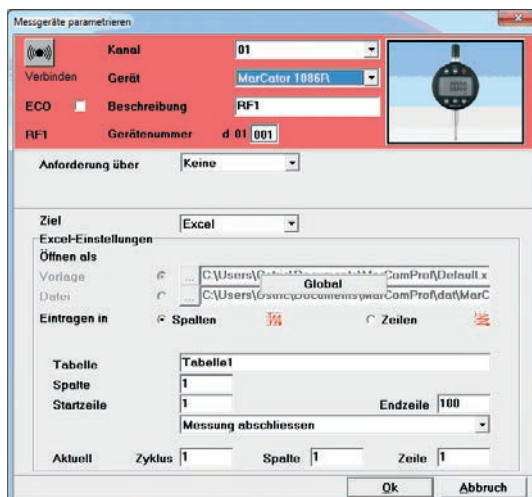 Messgeräte parametrieren
Kanal 01
Verbinden Gerät MarCator 1086R
ECO Beschreibung RF1
RF1 Gerätenummer d 01 001
Anforderung über Keine
Ziel Excel
Excel-Einstellungen
Öffnen als
Vorlage ... C:\Users\ \MarComProf\Default.x
Global
Datei ... C:\Users\ \MarComProf\dat\MarC
Eintragen in Spalten Zeilen
Tabelle Tabelle1
Spalte 1
Startzeile 1 Endzeile 100
Messung abschliessen
Aktuell Zyklus 1 Spalte 1 Zeile 1
Ok Abbruch